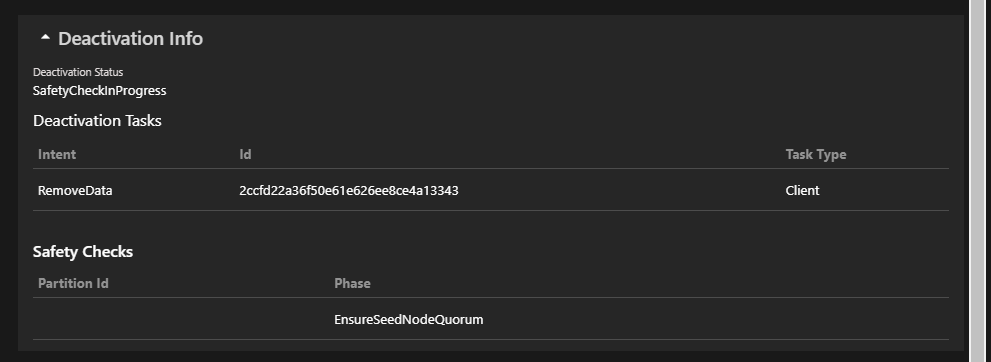 Deactivation Info
Deactivation Status
SafetyCheckInProgress
Deactivation Tasks
Intent Id Task Type
RemoveData 2ccfd22a36f50e61e626ee8ce4a13343 Client
Safety Checks
Partition Id Phase
EnsureSeedNodeQuorum